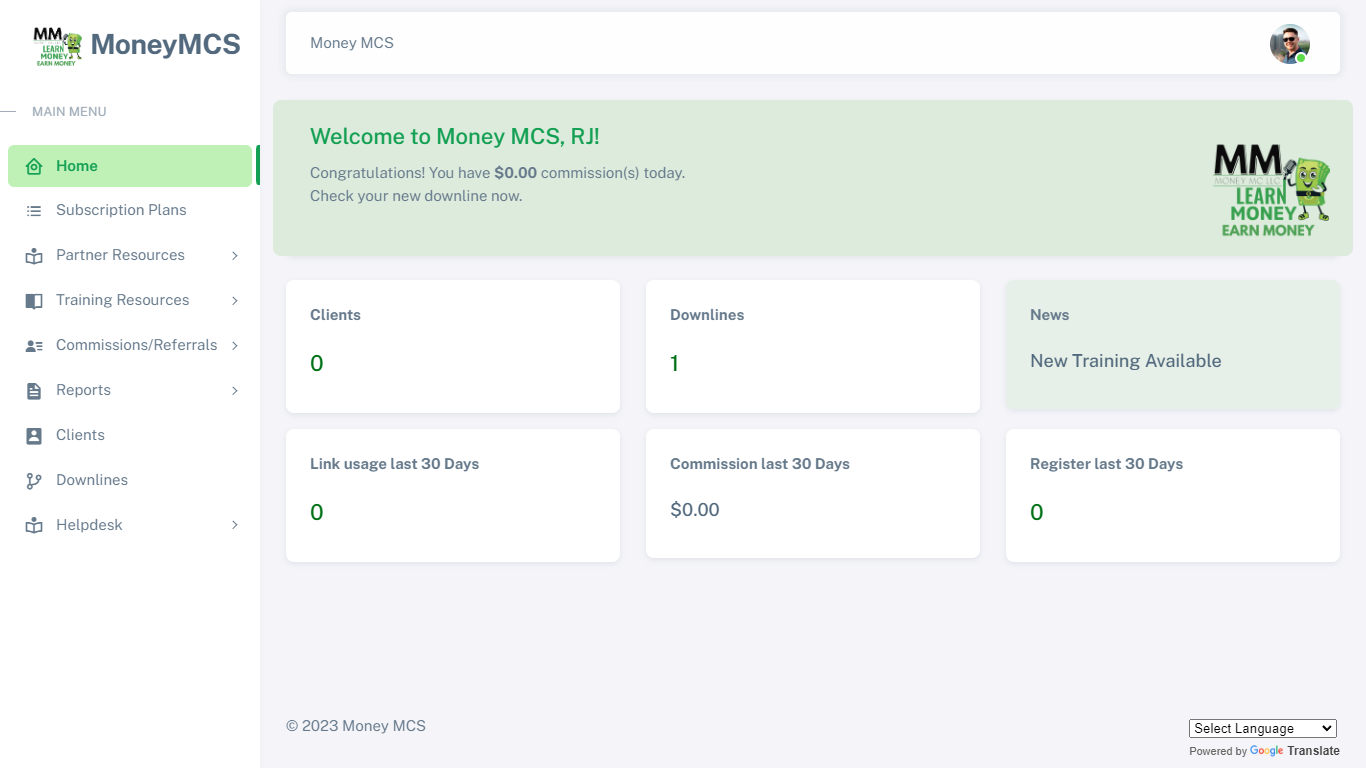 MM
LEARN
MONEY
EARN MONEY
MoneyMCS
MAIN MENU
Home
Subscription Plans
Partner Resources
Training Resources
Commissions/Referrals
Reports
Clients
Downlines
Helpdesk
Money MCS
Welcome to Money MCS, RJ!
Congratulations! You have $0.00 commission(s) today.
Check your new downline now.
MM
MONEY MC LLC
LEARN
MONEY
EARN MONEY
Clients
0
Downlines
1
News
New Training Available
Link usage last 30 Days
0
Commission last 30 Days
$0.00
Register last 30 Days
0
© 2023 Money MCS
Select Language
Powered by Google Translate